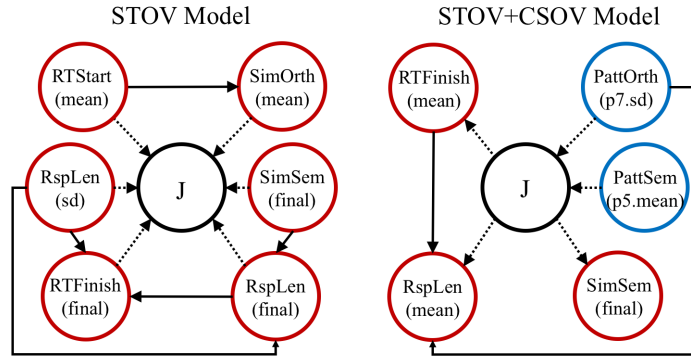 STOV Model
RTStart
(mean)
SimOrth
(mean)
RspLen
(sd)
J
SimSem
(final)
RTFinish
(final)
RspLen
(final)
STOV+CSOV Model
RTFinish
(mean)
PattOrth
(p7.sd)
J
PattSem
(p5.mean)
RspLen
(mean)
SimSem
(final)